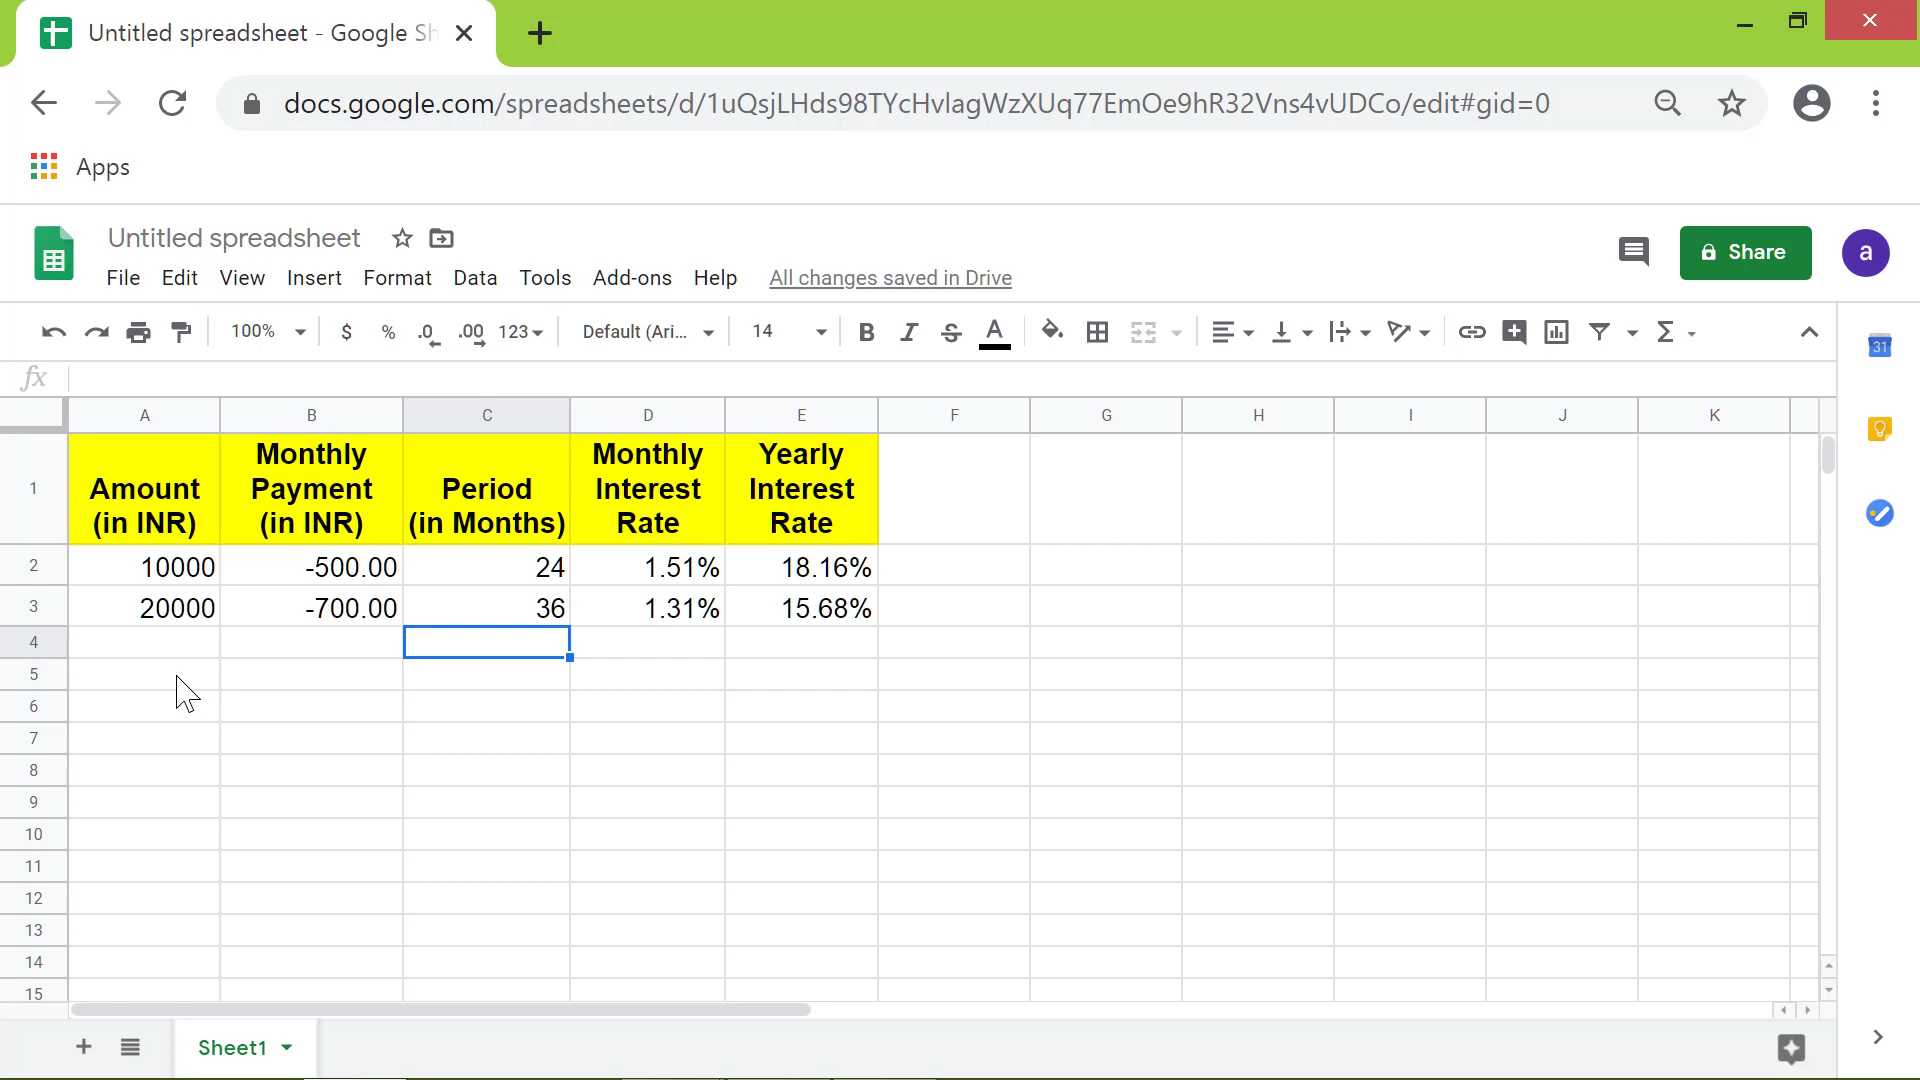 Untitled spreadsheet - Google Sh
docs.google.com/spreadsheets/d/1uQsjLHds98TYcHvlagWzXUq77EmOe9hR32Vns4vUDCo/edit#gid=0
Apps
Untitled spreadsheet
File Edit View Insert Format Data Tools Add-ons Help All changes saved in Drive
Share
a
100% $ % .0 .00 123 Default (Ari... 14 B I S A Σ
31
fx
A B C D E F G H I J K
1 Amount (in INR) Monthly Payment (in INR) Period (in Months) Monthly Interest Rate Yearly Interest Rate
2 10000 -500.00 24 1.51% 18.16%
3 20000 -700.00 36 1.31% 15.68%
4
5
6
7
8
9
10
11
12
13
14
15
Sheet1